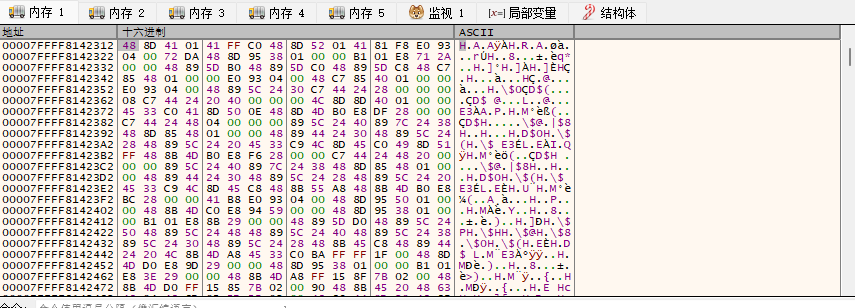 内存 1 内存 2 内存 3 内存 4 内存 5 监视 1 [x=] 局部变量 结构体
地址 十六进制 ASCII
00007FFFF8142312 48 8D 41 01 41 FF C0 48 8D 52 01 41 81 F8 E0 93 H.A.AÿÀH.R.A.øà.
00007FFFF8142322 04 00 72 DA 48 8D 95 38 01 00 00 B1 01 E8 71 2A ..rÚH..8...±.èq*
00007FFFF8142332 00 00 48 89 5D B0 48 89 5D C0 48 89 5D C8 48 C7 ..H.]°H.]ÀH.]ÈHÇ
00007FFFF8142342 85 48 01 00 00 E0 93 04 00 48 C7 85 40 01 00 00 .H...à...HÇ.@...
00007FFFF8142352 E0 93 04 00 48 89 5C 24 30 C7 44 24 28 00 00 00 à...H.\$0ÇD$(...
00007FFFF8142362 08 C7 44 24 20 40 00 00 00 4C 8D 8D 40 01 00 00 .ÇD$ @...L..@...
00007FFFF8142372 45 33 C0 41 8D 50 0E 48 8D 4D B0 E8 DF 28 00 00 E3ÀA.P.H.M°èß(..
00007FFFF8142382 C7 44 24 48 04 00 00 00 89 5C 24 40 89 7C 24 38 ÇD$H.....\$@.|$8
00007FFFF8142392 48 8D 85 48 01 00 00 48 89 44 24 30 48 89 5C 24 H..H...H.D$0H.\$
00007FFFF81423A2 28 48 89 5C 24 20 45 33 C9 4C 8D 45 C0 49 8D 51 (H.\$ E3ÉL.EÀI.Q
00007FFFF81423B2 FF 48 8B 4D B0 E8 F6 28 00 00 C7 44 24 48 20 00 ÿH.M°èö(..ÇD$H .
00007FFFF81423C2 00 00 89 5C 24 40 89 7C 24 38 48 8D 85 48 01 00 ...\$@.|$8H..H..
00007FFFF81423D2 00 48 89 44 24 30 48 89 5C 24 28 48 89 5C 24 20 .H.D$0H.\$(H.\$
00007FFFF81423E2 45 33 C9 4C 8D 45 C8 48 8B 55 A8 48 8B 4D B0 E8 E3ÉL.EÈH.U¨H.M°è
00007FFFF81423F2 BC 28 00 00 41 B8 E0 93 04 00 48 8D 95 50 01 00 ¼(..A¸à...H..P..
00007FFFF8142402 00 48 8B 4D C0 E8 94 59 00 00 48 8D 95 38 01 00 .H.MÀè.Y..H..8..
00007FFFF8142412 00 B1 01 E8 8B 29 00 00 48 89 5D D0 48 89 5C 24 .±.è.)..H.]ÐH.\$
00007FFFF8142422 50 48 89 5C 24 48 48 89 5C 24 40 48 89 5C 24 38 PH.\$HH.\$@H.\$8
00007FFFF8142432 89 5C 24 30 48 89 5C 24 28 48 8B 45 C8 48 89 44 .\$0H.\$(H.EÈH.D
00007FFFF8142442 24 20 4C 8B 4D A8 45 33 C0 BA FF FF 1F 00 48 8D $ L.M¨E3Àºÿÿ..H.
00007FFFF8142452 4D D0 E8 9D 29 00 00 48 8D 95 38 01 00 00 B1 01 MÐè.)..H..8...±.
00007FFFF8142462 E8 3E 29 00 00 48 8B 4D A8 FF 15 8F 7B 02 00 48 è>)..H.M¨ÿ..{..H
00007FFFF8142472 8B 4D D0 FF 15 85 7B 02 00 90 48 8B 45 20 48 63 .MÐÿ..{...H.E Hc